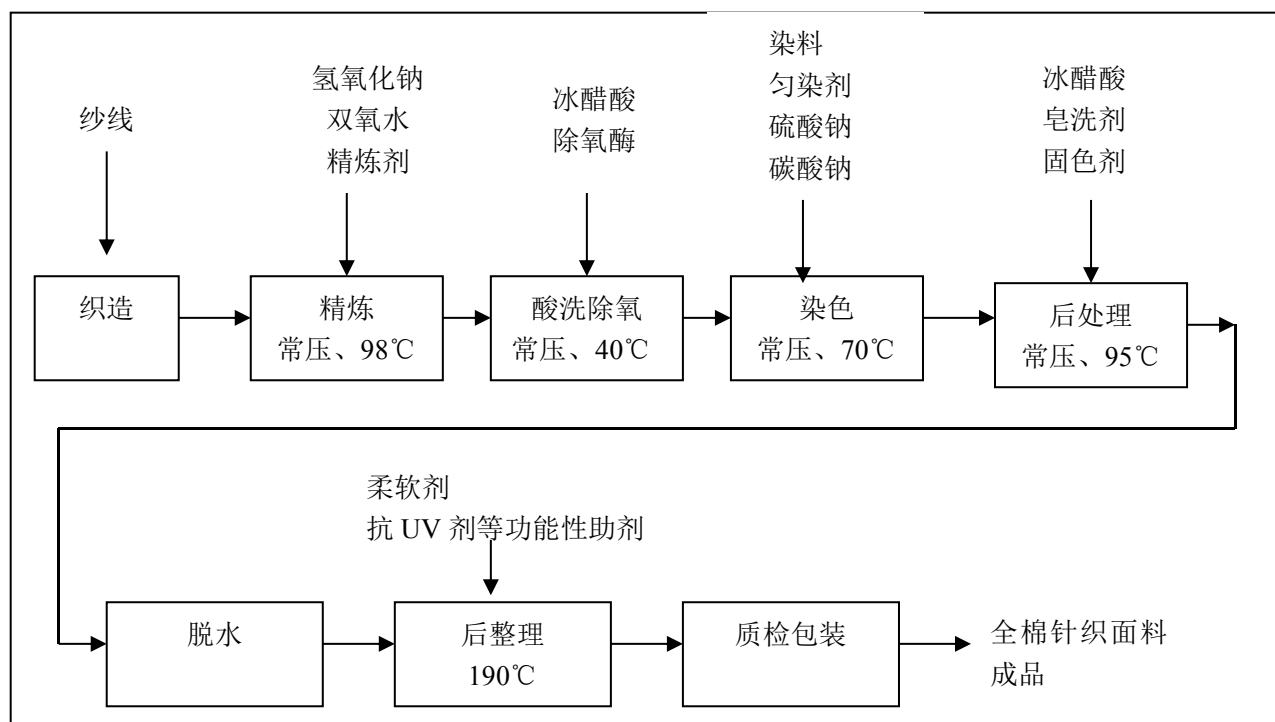 纱线
氢氧化钠
双氧水
精炼剂
冰醋酸
除氧酶
染料
匀染剂
硫酸钠
碳酸钠
冰醋酸
皂洗剂
固色剂
织造
精炼
常压、98℃
酸洗除氧
常压、40℃
染色
常压、70℃
后处理
常压、95℃
柔软剂
抗 UV 剂等功能性助剂
脱水
后整理
190℃
质检包装
全棉针织面料
成品